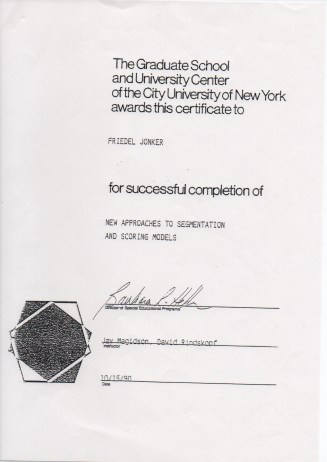 The Graduate School
and University Center
of the City University of New York
awards this certificate to
FRIEDEL JONKER
for successful completion of
NEW APPROACHES TO SEGMENTATION
AND SCORING MODELS
Director of Special Educational Programs
Jay Magidson, David Rindskopf
Instructor
10/15/90
Date